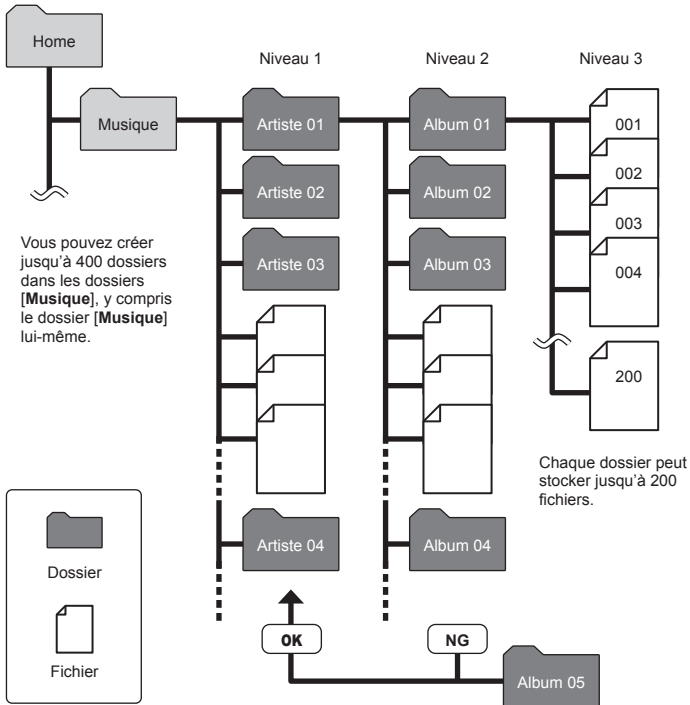 Home
Niveau 1
Niveau 2
Niveau 3
Musique
Artiste 01
Album 01
001
Artiste 02
Album 02
002
Artiste 03
Album 03
003
004
Vous pouvez créer
jusqu'à 400 dossiers
dans les dossiers
[Musique], y compris
le dossier [Musique]
lui-même.
200
Chaque dossier peut
stocker jusqu'à 200
fichiers.
Artiste 04
Album 04
Dossier
Fichier
OK
NG
Album 05